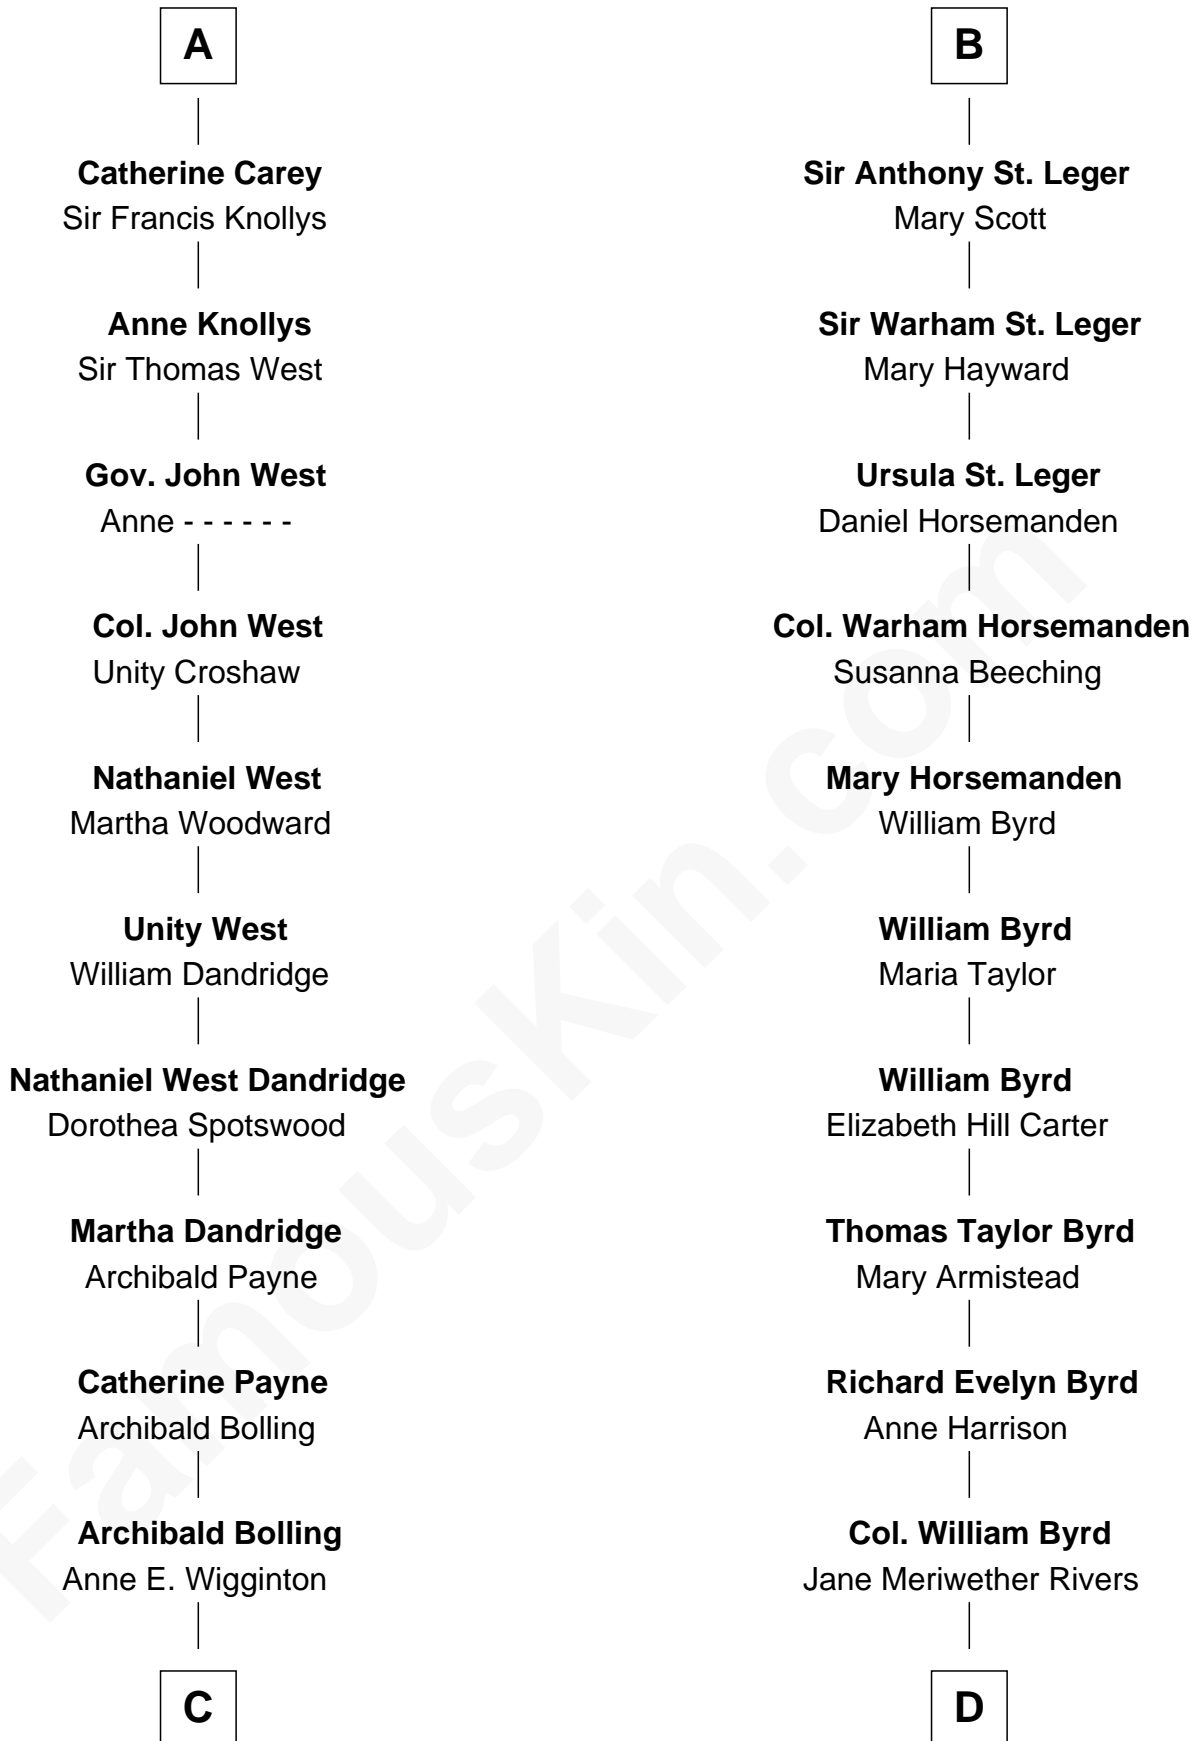 A
Catherine Carey
Sir Francis Knollys
Anne Knollys
Sir Thomas West
Gov. John West
Anne - - - - - -
Col. John West
Unity Croshaw
Nathaniel West
Martha Woodward
Unity West
William Dandridge
Nathaniel West Dandridge
Dorothea Spotswood
Martha Dandridge
Archibald Payne
Catherine Payne
Archibald Bolling
Archibald Bolling
Anne E. Wigginton
C
B
Sir Anthony St. Leger
Mary Scott
Sir Warham St. Leger
Mary Hayward
Ursula St. Leger
Daniel Horsemanden
Col. Warham Horsemanden
Susanna Beeching
Mary Horsemanden
William Byrd
William Byrd
Maria Taylor
William Byrd
Elizabeth Hill Carter
Thomas Taylor Byrd
Mary Armistead
Richard Evelyn Byrd
Anne Harrison
Col. William Byrd
Jane Meriwether Rivers
D
FamousKin.com